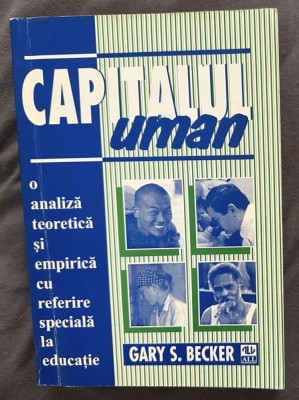 CAPITALUL
uman
o
analiză
teoretică
și
empirică
cu
referire
specială
la
educație
GARY S. BECKER
ALL